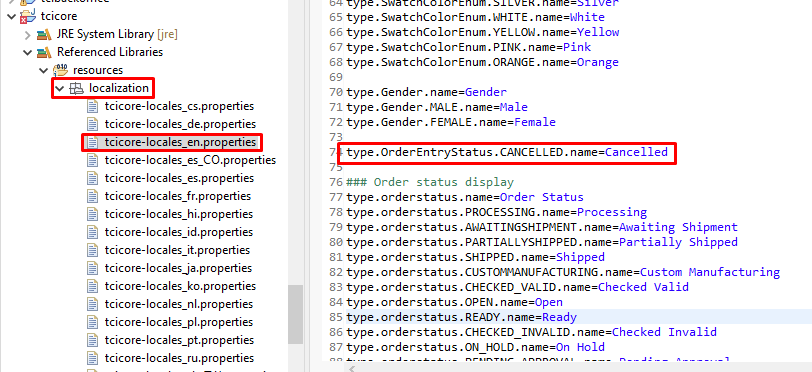 tcibackoffice
tcicore
JRE System Library [jre]
Referenced Libraries
resources
localization
tcicore-locales_cs.properties
tcicore-locales_de.properties
tcicore-locales_en.properties
tcicore-locales_es_CO.properties
tcicore-locales_es.properties
tcicore-locales_fr.properties
tcicore-locales_hi.properties
tcicore-locales_id.properties
tcicore-locales_it.properties
tcicore-locales_ja.properties
tcicore-locales_ko.properties
tcicore-locales_nl.properties
tcicore-locales_pl.properties
tcicore-locales_pt.properties
tcicore-locales_ru.properties
64 type.SwatchColorEnum.SILVER.name=Silver
65 type.SwatchColorEnum.WHITE.name=White
66 type.SwatchColorEnum.YELLOW.name=Yellow
67 type.SwatchColorEnum.PINK.name=Pink
68 type.SwatchColorEnum.ORANGE.name=Orange
69
70 type.Gender.name=Gender
71 type.Gender.MALE.name=Male
72 type.Gender.FEMALE.name=Female
73
74 type.OrderEntryStatus.CANCELLED.name=Cancelled
75
76 ### Order status display
77 type.orderstatus.name=Order Status
78 type.orderstatus.PROCESSING.name=Processing
79 type.orderstatus.AWAITINGSHIPMENT.name=Awaiting Shipment
80 type.orderstatus.PARTIALLYSHIPPED.name=Partially Shipped
81 type.orderstatus.SHIPPED.name=Shipped
82 type.orderstatus.CUSTOMMANUFACTURING.name=Custom Manufacturing
83 type.orderstatus.CHECKED_VALID.name=Checked Valid
84 type.orderstatus.OPEN.name=Open
85 type.orderstatus.READY.name=Ready
86 type.orderstatus.CHECKED_INVALID.name=Checked Invalid
87 type.orderstatus.ON_HOLD.name=On Hold
88 type.orderstatus.PENDING_APPROVAL.name=Pending Approval